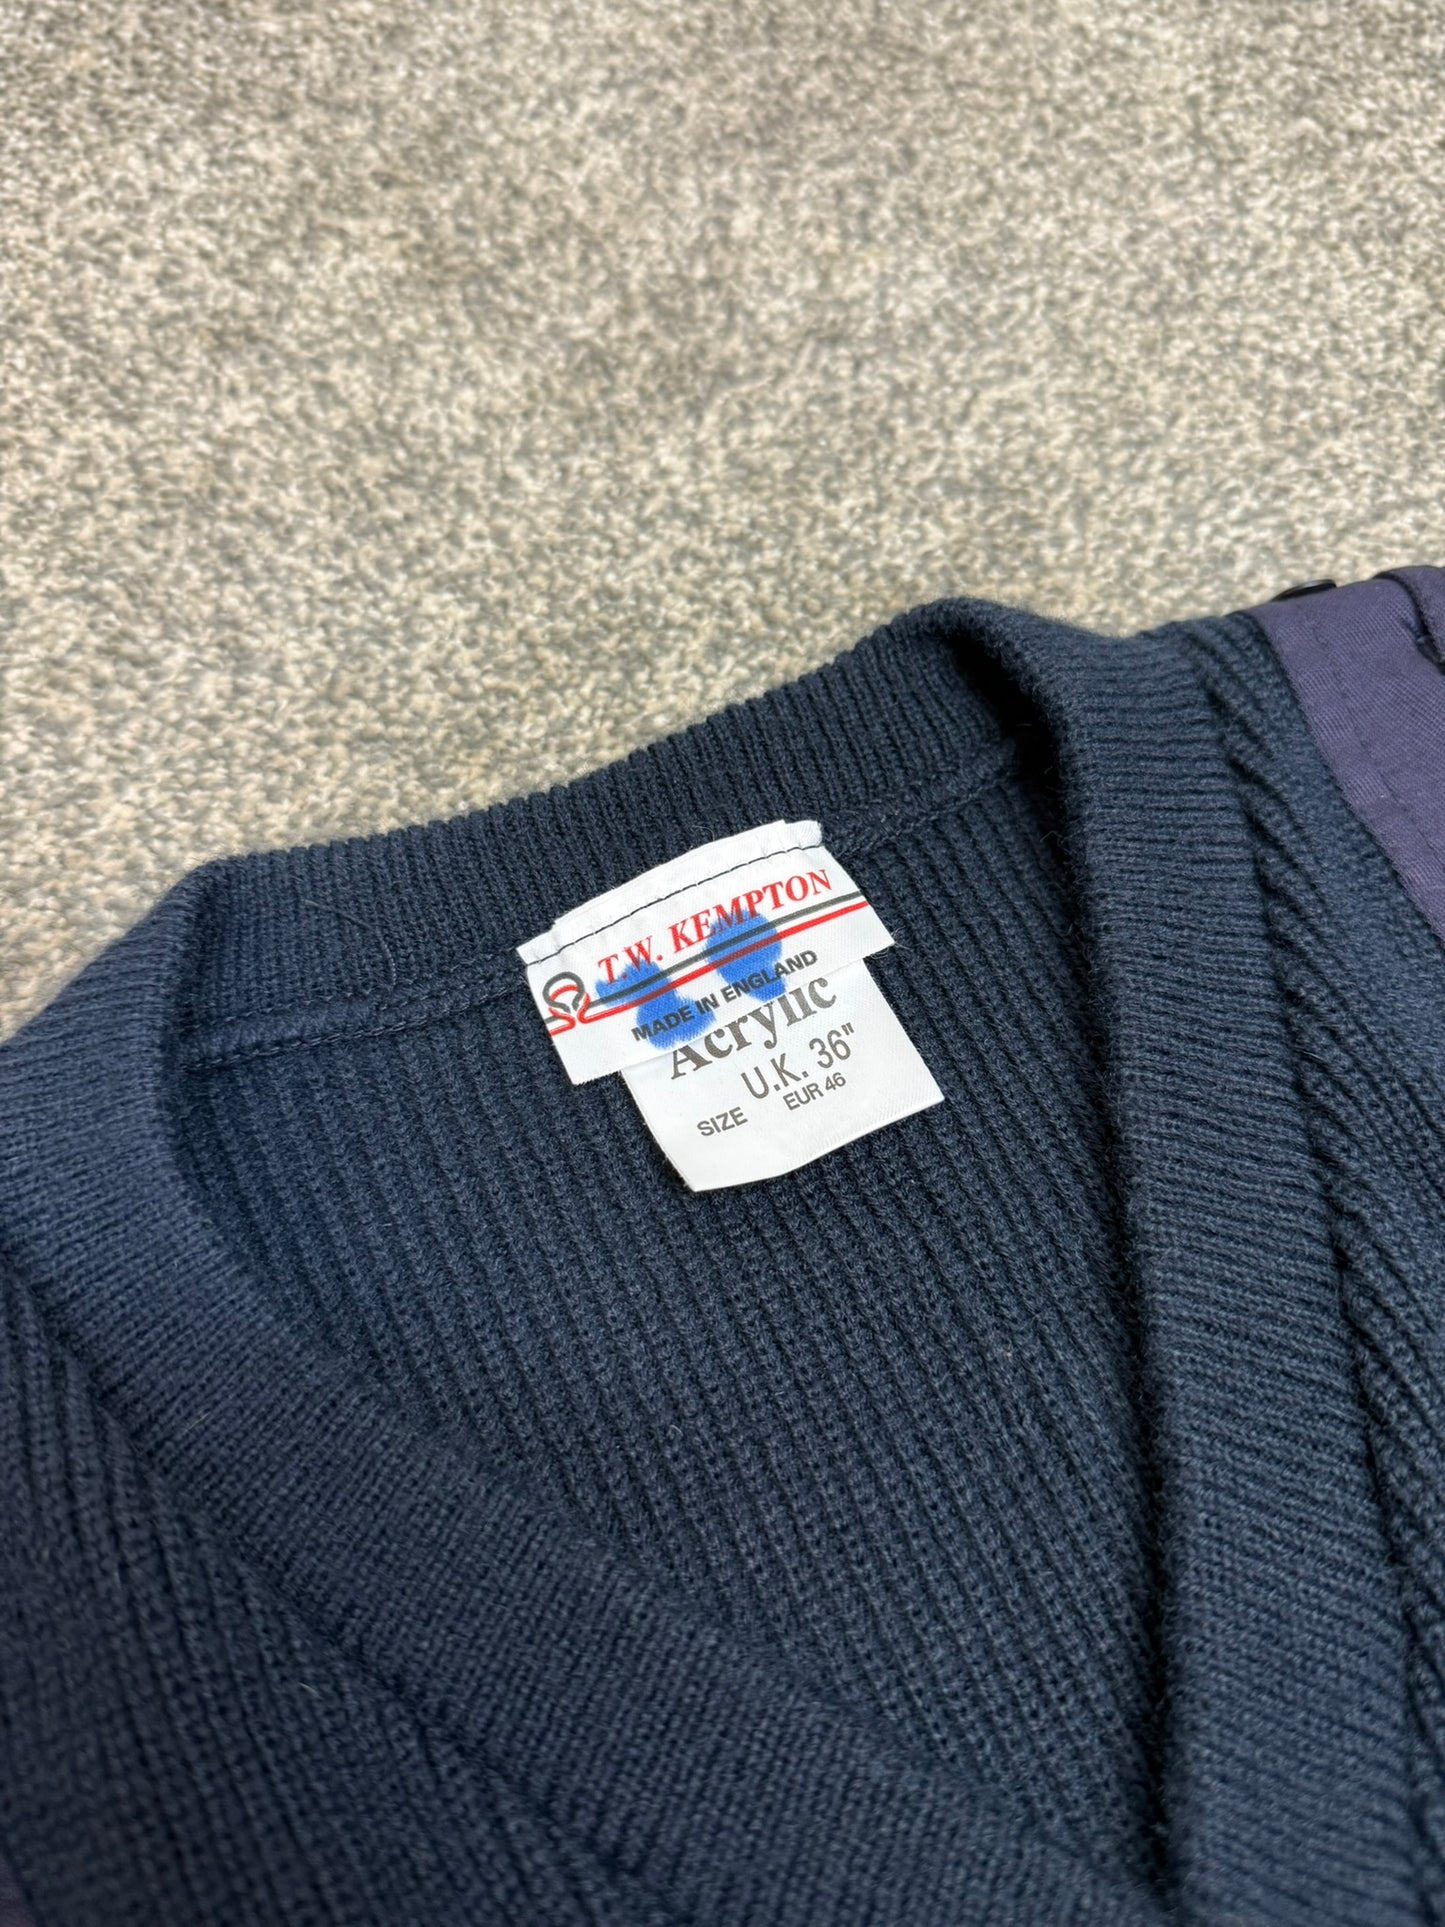 T.W. KEMPTON
MADE IN ENGLAND
Acrylic
U.K. 36"
SIZE EUR 46